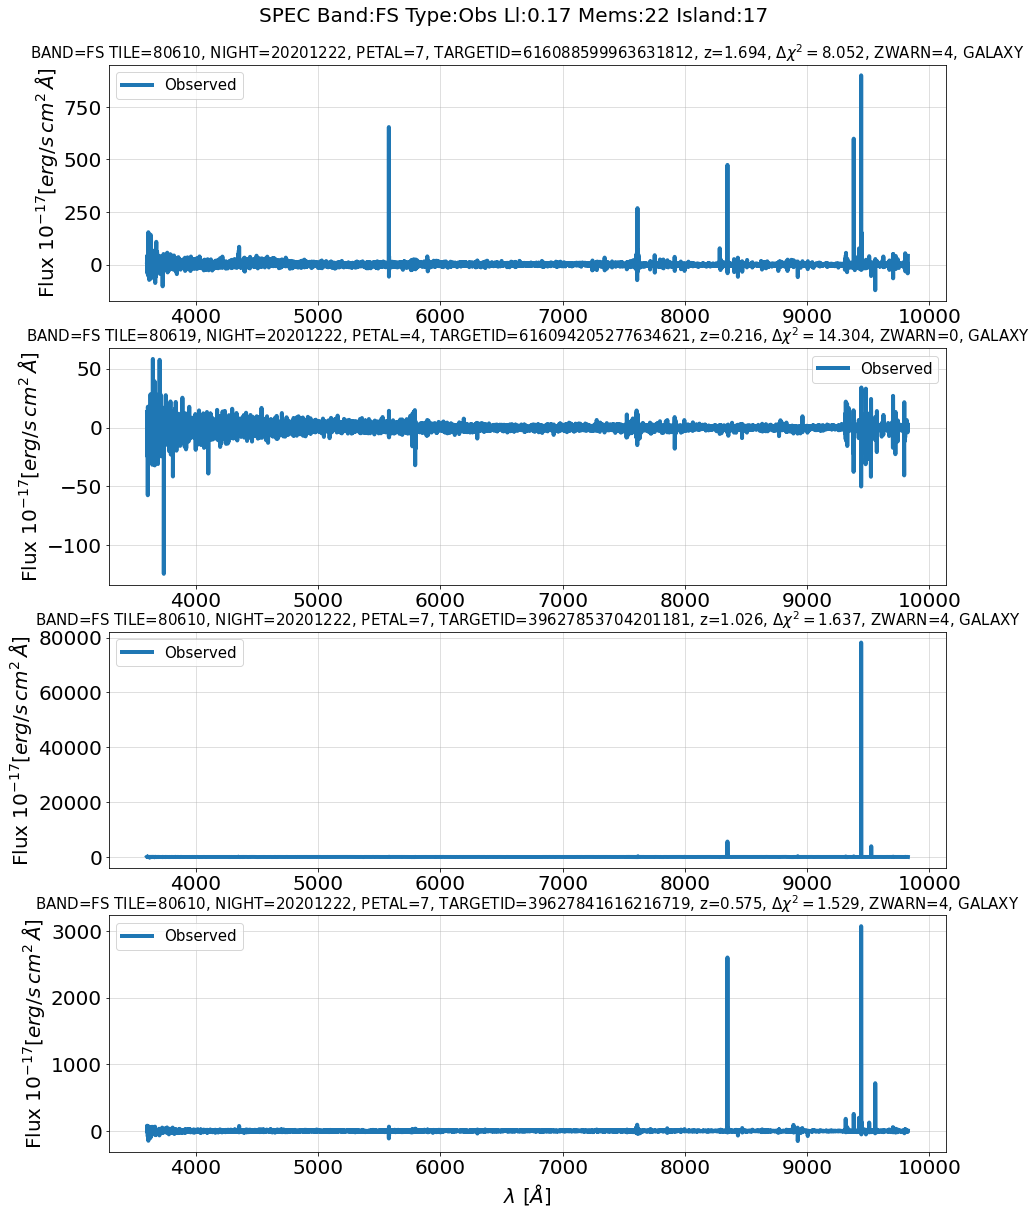 SPEC Band:FS Type:Obs Ll:0.17 Mems:22 Island:17
BAND=FS TILE=80610, NIGHT=20201222, PETAL=7, TARGETID=616088599963631812, z=1.694, Δχ² = 8.052, ZWARN=4, GALAXY
Observed
Flux 10⁻¹⁷[erg/s cm² Å]
750
500
250
0
4000 5000 6000 7000 8000 9000 10000
BAND=FS TILE=80619, NIGHT=20201222, PETAL=4, TARGETID=616094205277634621, z=0.216, Δχ² = 14.304, ZWARN=0, GALAXY
Observed
Flux 10⁻¹⁷[erg/s cm² Å]
50
0
−50
−100
4000 5000 6000 7000 8000 9000 10000
BAND=FS TILE=80610, NIGHT=20201222, PETAL=7, TARGETID=39627853704201181, z=1.026, Δχ² = 1.637, ZWARN=4, GALAXY
Observed
Flux 10⁻¹⁷[erg/s cm² Å]
80000
60000
40000
20000
0
4000 5000 6000 7000 8000 9000 10000
BAND=FS TILE=80610, NIGHT=20201222, PETAL=7, TARGETID=39627841616216719, z=0.575, Δχ² = 1.529, ZWARN=4, GALAXY
Observed
Flux 10⁻¹⁷[erg/s cm² Å]
3000
2000
1000
0
4000 5000 6000 7000 8000 9000 10000
λ [Å]